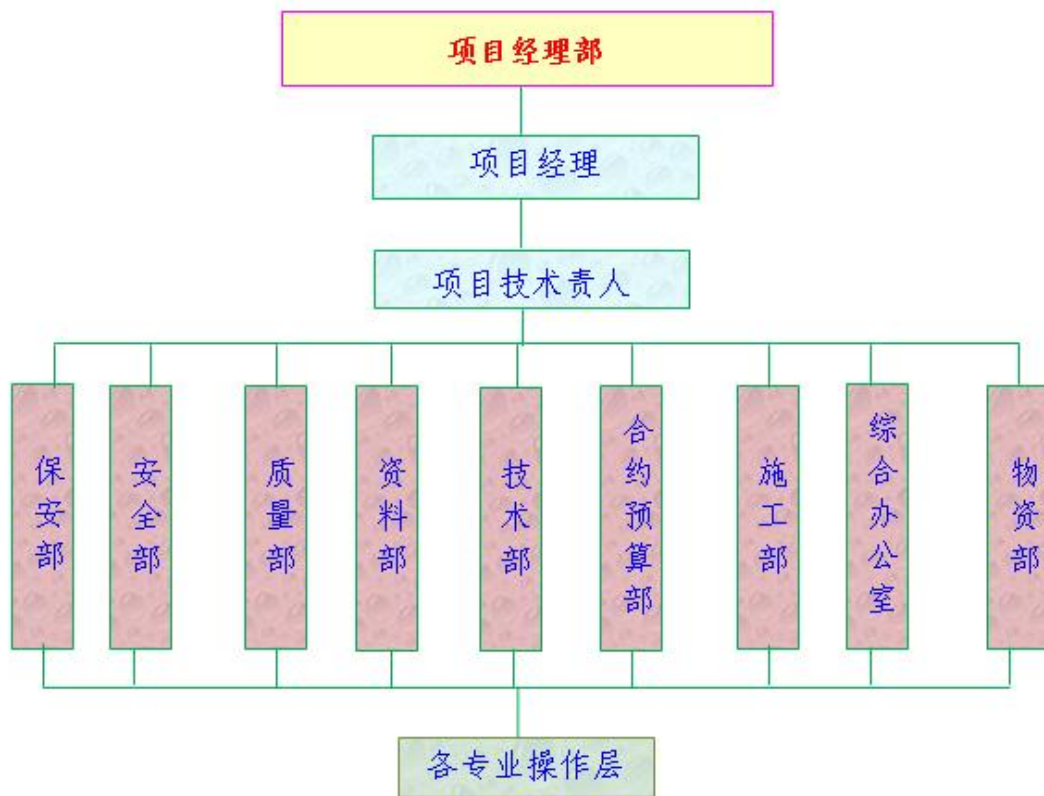 项目经理部
项目经理
项目技术责人
保安部
安全部
质量部
资料部
技术部
合约预算部
施工部
综合办公室
物资部
各专业操作层